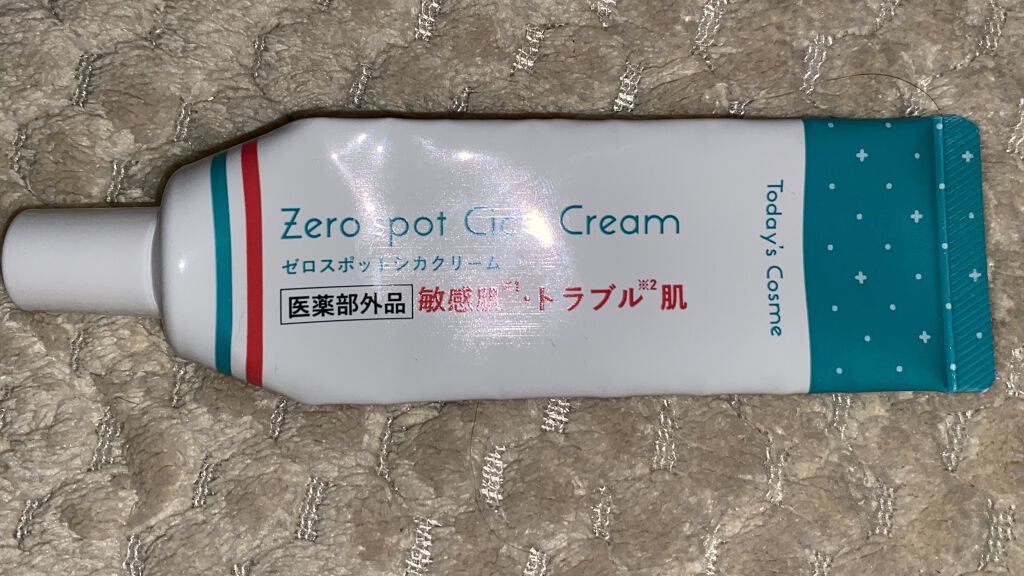 Zero Spot Cica Cream
ゼロスポットシカクリーム
医薬部外品 敏感肌※1・トラブル※2肌
Today's Cosme